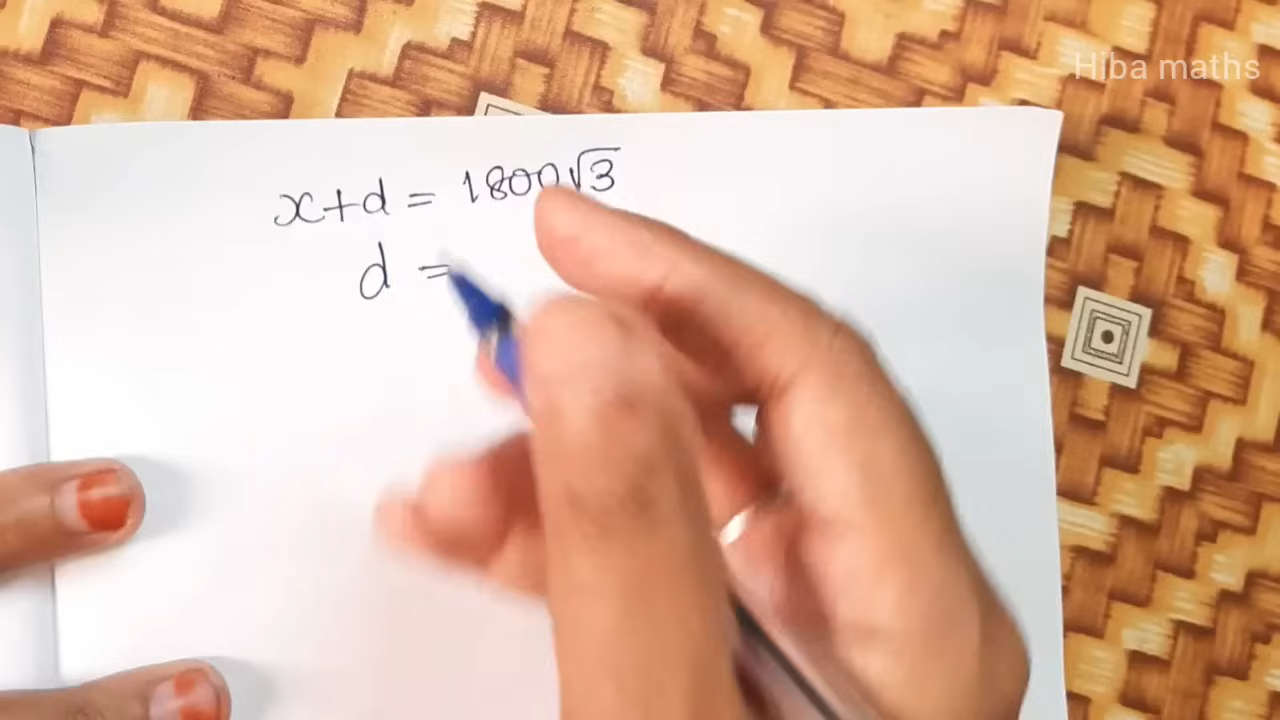 Hiba maths
x+d = 1800√3
d =